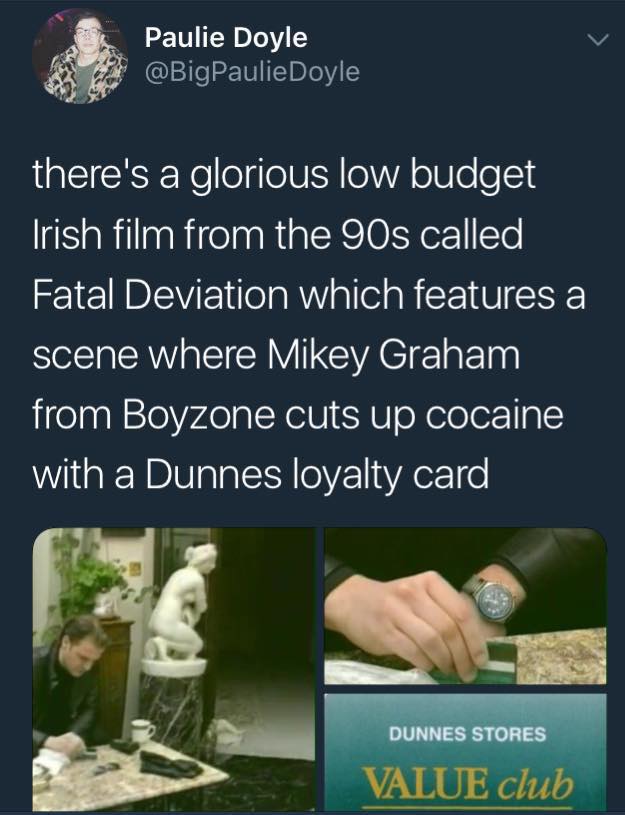 Paulie Doyle
@BigPaulieDoyle
there's a glorious low budget
Irish film from the 90s called
Fatal Deviation which features a
scene where Mikey Graham
from Boyzone cuts up cocaine
with a Dunnes loyalty card
DUNNES STORES
VALUE club